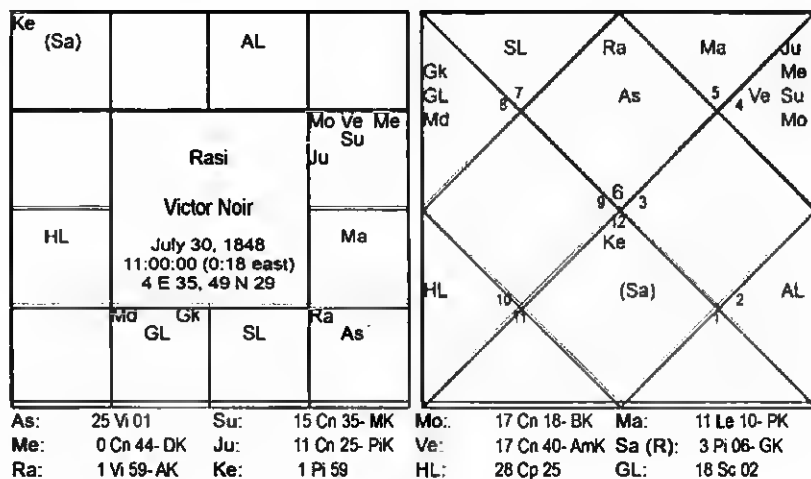 Ke
(Sa) AL
Mo Ve Me
Su
Ju
Rasi
Victor Noir
July 30, 1848
11:00:00 (0:18 east)
4 E 35, 49 N 29
HL Ma
Md Gk Ra
GL SL As
SL Ra Ma Ju
Gk Me
GL As Ve Su
Md Mo
8 7 5 4
6
9 3
12
Ke
HL (Sa) AL
10 2
11 1
As: 25 Vi 01 Su: 15 Cn 35- MK Mo: 17 Cn 18- BK Ma: 11 Le 10- PK
Me: 0 Cn 44- DK Ju: 11 Cn 25- PiK Ve: 17 Cn 40- AmK Sa (R): 3 Pi 06- GK
Ra: 1 Vi 59- AK Ke: 1 Pi 59 HL: 28 Cp 25 GL: 18 Sc 02